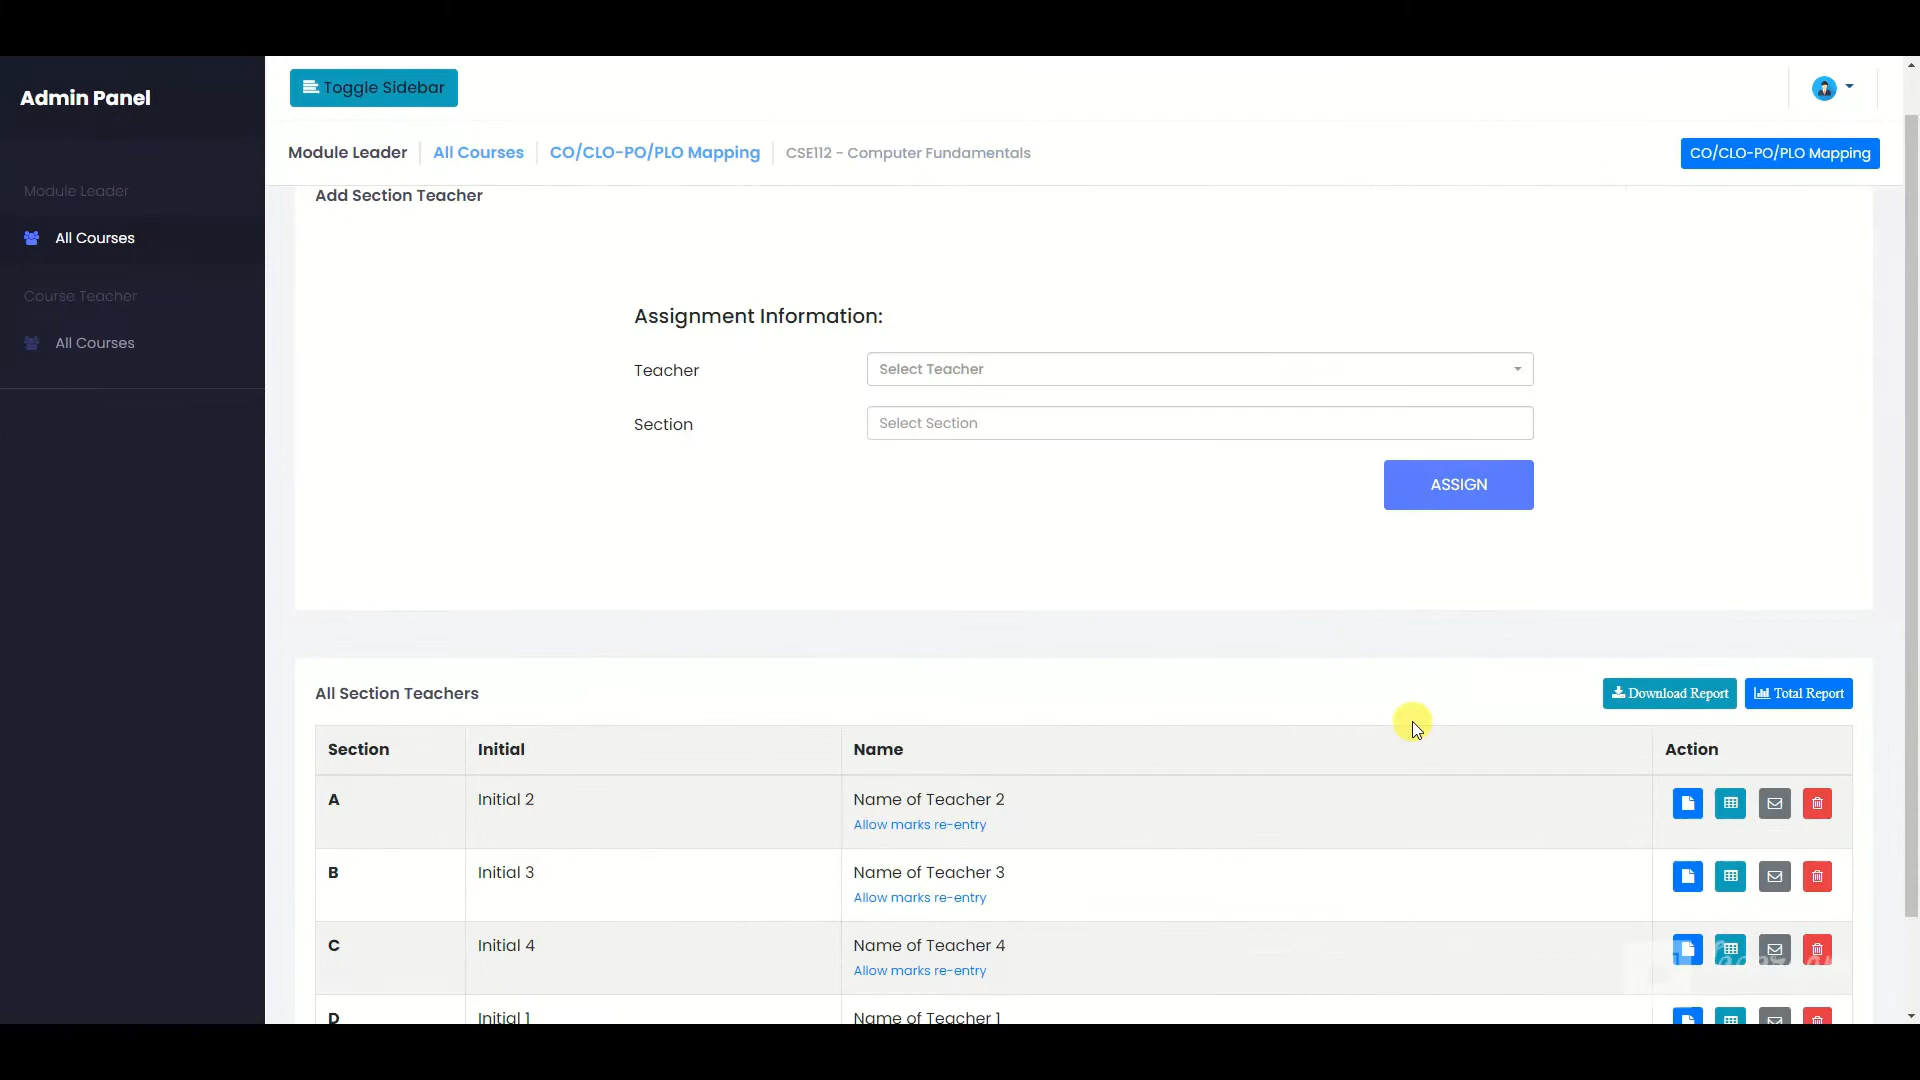 Admin Panel
Toggle Sidebar
Module Leader
All Courses
CO/CLO-PO/PLO Mapping
CSE112 - Computer Fundamentals
CO/CLO-PO/PLO Mapping
Module Leader
All Courses
Course Teacher
All Courses
Add Section Teacher
Assignment Information:
Teacher
Select Teacher
Section
Select Section
ASSIGN
All Section Teachers
Download Report
Total Report
Section Initial Name Action
A Initial 2 Name of Teacher 2
Allow marks re-entry
B Initial 3 Name of Teacher 3
Allow marks re-entry
C Initial 4 Name of Teacher 4
Allow marks re-entry
D Initial 1 Name of Teacher 1